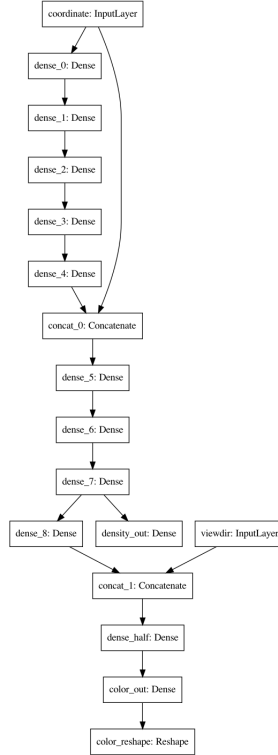 coordinate: InputLayer
dense_0: Dense
dense_1: Dense
dense_2: Dense
dense_3: Dense
dense_4: Dense
concat_0: Concatenate
dense_5: Dense
dense_6: Dense
dense_7: Dense
dense_8: Dense
density_out: Dense
viewdir: InputLayer
concat_1: Concatenate
dense_half: Dense
color_out: Dense
color_reshape: Reshape